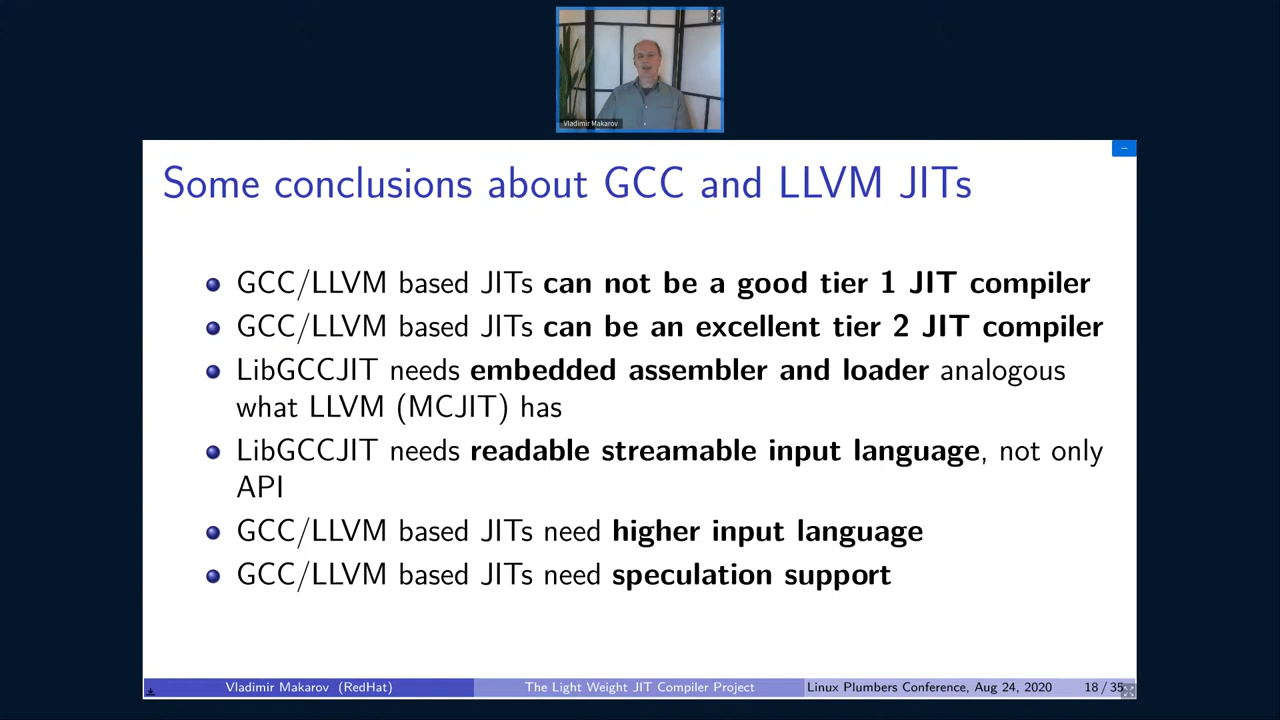 Vladimir Makarov
Some conclusions about GCC and LLVM JITs
GCC/LLVM based JITs can not be a good tier 1 JIT compiler
GCC/LLVM based JITs can be an excellent tier 2 JIT compiler
LibGCCJIT needs embedded assembler and loader analogous
what LLVM (MCJIT) has
LibGCCJIT needs readable streamable input language, not only
API
GCC/LLVM based JITs need higher input language
GCC/LLVM based JITs need speculation support
Vladimir Makarov (RedHat) The Light Weight JIT Compiler Project Linux Plumbers Conference, Aug 24, 2020 18 / 35